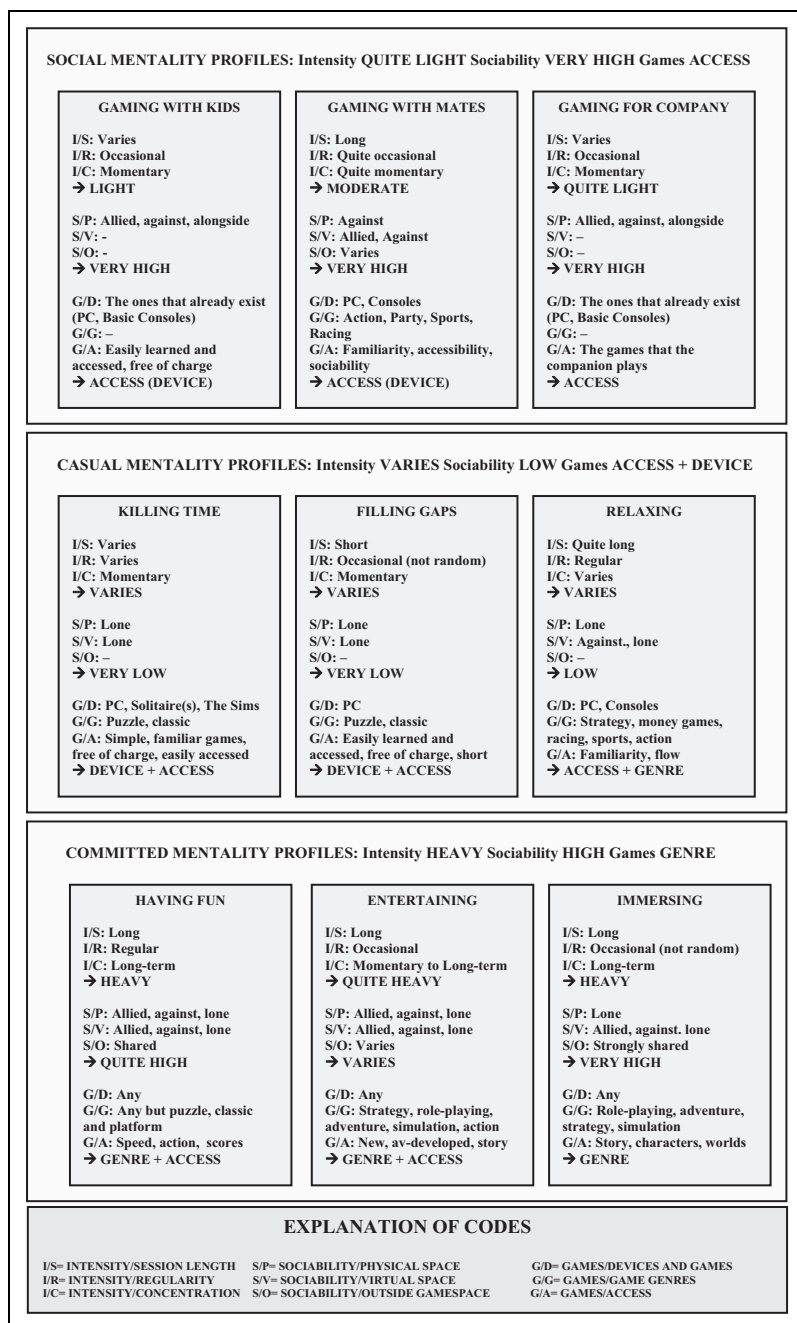 SOCIAL MENTALITY PROFILES: Intensity QUITE LIGHT Sociability VERY HIGH Games ACCESS
GAMING WITH KIDS
I/S: Varies
I/R: Occasional
I/C: Momentary
→ LIGHT
S/P: Allied, against, alongside
S/V: -
S/O: -
→ VERY HIGH
G/D: The ones that already exist
(PC, Basic Consoles)
G/G: –
G/A: Easily learned and
accessed, free of charge
→ ACCESS (DEVICE)
GAMING WITH MATES
I/S: Long
I/R: Quite occasional
I/C: Quite momentary
→ MODERATE
S/P: Against
S/V: Allied, Against
S/O: Varies
→ VERY HIGH
G/D: PC, Consoles
G/G: Action, Party, Sports,
Racing
G/A: Familiarity, accessibility,
sociability
→ ACCESS (DEVICE)
GAMING FOR COMPANY
I/S: Varies
I/R: Occasional
I/C: Momentary
→ QUITE LIGHT
S/P: Allied, against, alongside
S/V: –
S/O: –
→ VERY HIGH
G/D: The ones that already exist
(PC, Basic Consoles)
G/G: –
G/A: The games that the
companion plays
→ ACCESS
CASUAL MENTALITY PROFILES: Intensity VARIES Sociability LOW Games ACCESS + DEVICE
KILLING TIME
I/S: Varies
I/R: Varies
I/C: Momentary
→ VARIES
S/P: Lone
S/V: Lone
S/O: –
→ VERY LOW
G/D: PC, Solitaire(s), The Sims
G/G: Puzzle, classic
G/A: Simple, familiar games,
free of charge, easily accessed
→ DEVICE + ACCESS
FILLING GAPS
I/S: Short
I/R: Occasional (not random)
I/C: Momentary
→ VARIES
S/P: Lone
S/V: Lone
S/O: –
→ VERY LOW
G/D: PC
G/G: Puzzle, classic
G/A: Easily learned and
accessed, free of charge, short
→ DEVICE + ACCESS
RELAXING
I/S: Quite long
I/R: Regular
I/C: Varies
→ VARIES
S/P: Lone
S/V: Against., lone
S/O: –
→ LOW
G/D: PC, Consoles
G/G: Strategy, money games,
racing, sports, action
G/A: Familiarity, flow
→ ACCESS + GENRE
COMMITTED MENTALITY PROFILES: Intensity HEAVY Sociability HIGH Games GENRE
HAVING FUN
I/S: Long
I/R: Regular
I/C: Long-term
→ HEAVY
S/P: Allied, against, lone
S/V: Allied, against, lone
S/O: Shared
→ QUITE HIGH
G/D: Any
G/G: Any but puzzle, classic
and platform
G/A: Speed, action, scores
→ GENRE + ACCESS
ENTERTAINING
I/S: Long
I/R: Occasional
I/C: Momentary to Long-term
→ QUITE HEAVY
S/P: Allied, against, lone
S/V: Allied, against, lone
S/O: Varies
→ VARIES
G/D: Any
G/G: Strategy, role-playing,
adventure, simulation, action
G/A: New, av-developed, story
→ GENRE + ACCESS
IMMERSING
I/S: Long
I/R: Occasional (not random)
I/C: Long-term
→ HEAVY
S/P: Lone
S/V: Allied, against. lone
S/O: Strongly shared
→ VERY HIGH
G/D: Any
G/G: Role-playing, adventure,
strategy, simulation
G/A: Story, characters, worlds
→ GENRE
EXPLANATION OF CODES
I/S= INTENSITY/SESSION LENGTH
I/R= INTENSITY/REGULARITY
I/C= INTENSITY/CONCENTRATION
S/P= SOCIABILITY/PHYSICAL SPACE
S/V= SOCIABILITY/VIRTUAL SPACE
S/O= SOCIABILITY/OUTSIDE GAMESPACE
G/D= GAMES/DEVICES AND GAMES
G/G= GAMES/GAME GENRES
G/A= GAMES/ACCESS